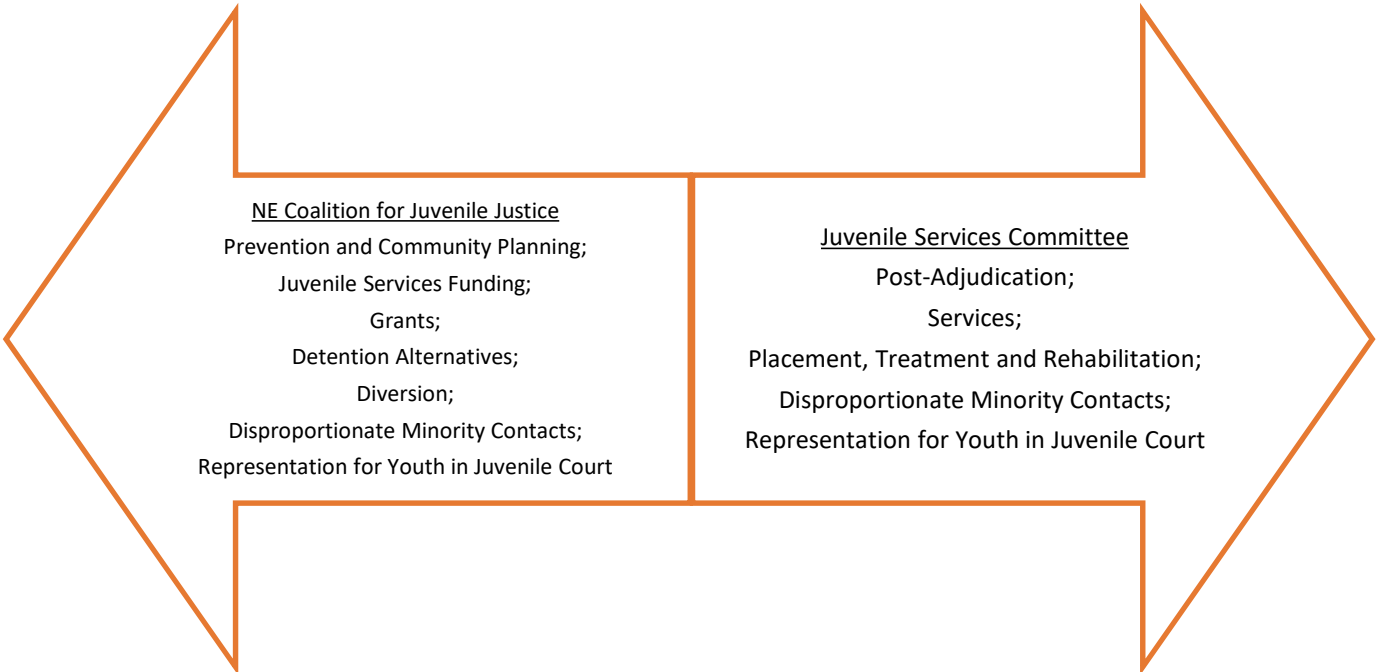 NE Coalition for Juvenile Justice
Prevention and Community Planning;
Juvenile Services Funding;
Grants;
Detention Alternatives;
Diversion;
Disproportionate Minority Contacts;
Representation for Youth in Juvenile Court
Juvenile Services Committee
Post-Adjudication;
Services;
Placement, Treatment and Rehabilitation;
Disproportionate Minority Contacts;
Representation for Youth in Juvenile Court